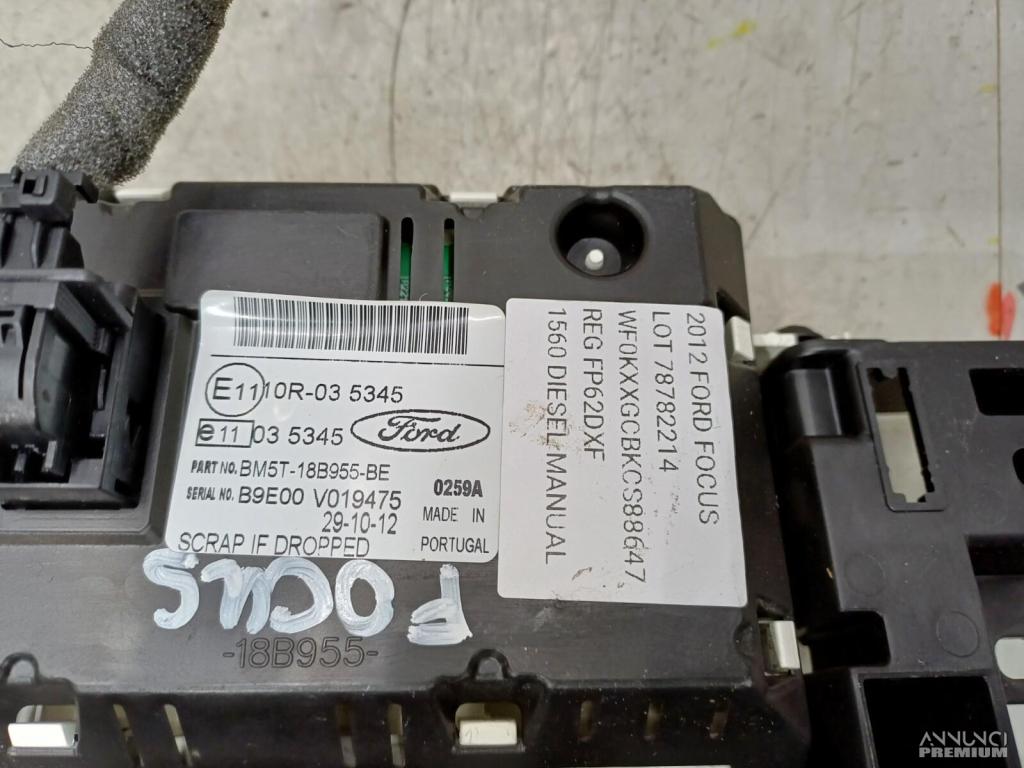 E11 10R-03 5345
e11 03 5345
Ford
PART NO. BM5T-18B955-BE
SERIAL NO. B9E00 V019475
0259A
29-10-12
MADE IN
PORTUGAL
SCRAP IF DROPPED
2012 FORD FOCUS
LOT 78782214
WF0KXXGCBKCS88647
REG FP62DXF
1560 DIESEL MANUAL
FOCUS
-18B955-
ANNUNCI
PREMIUM